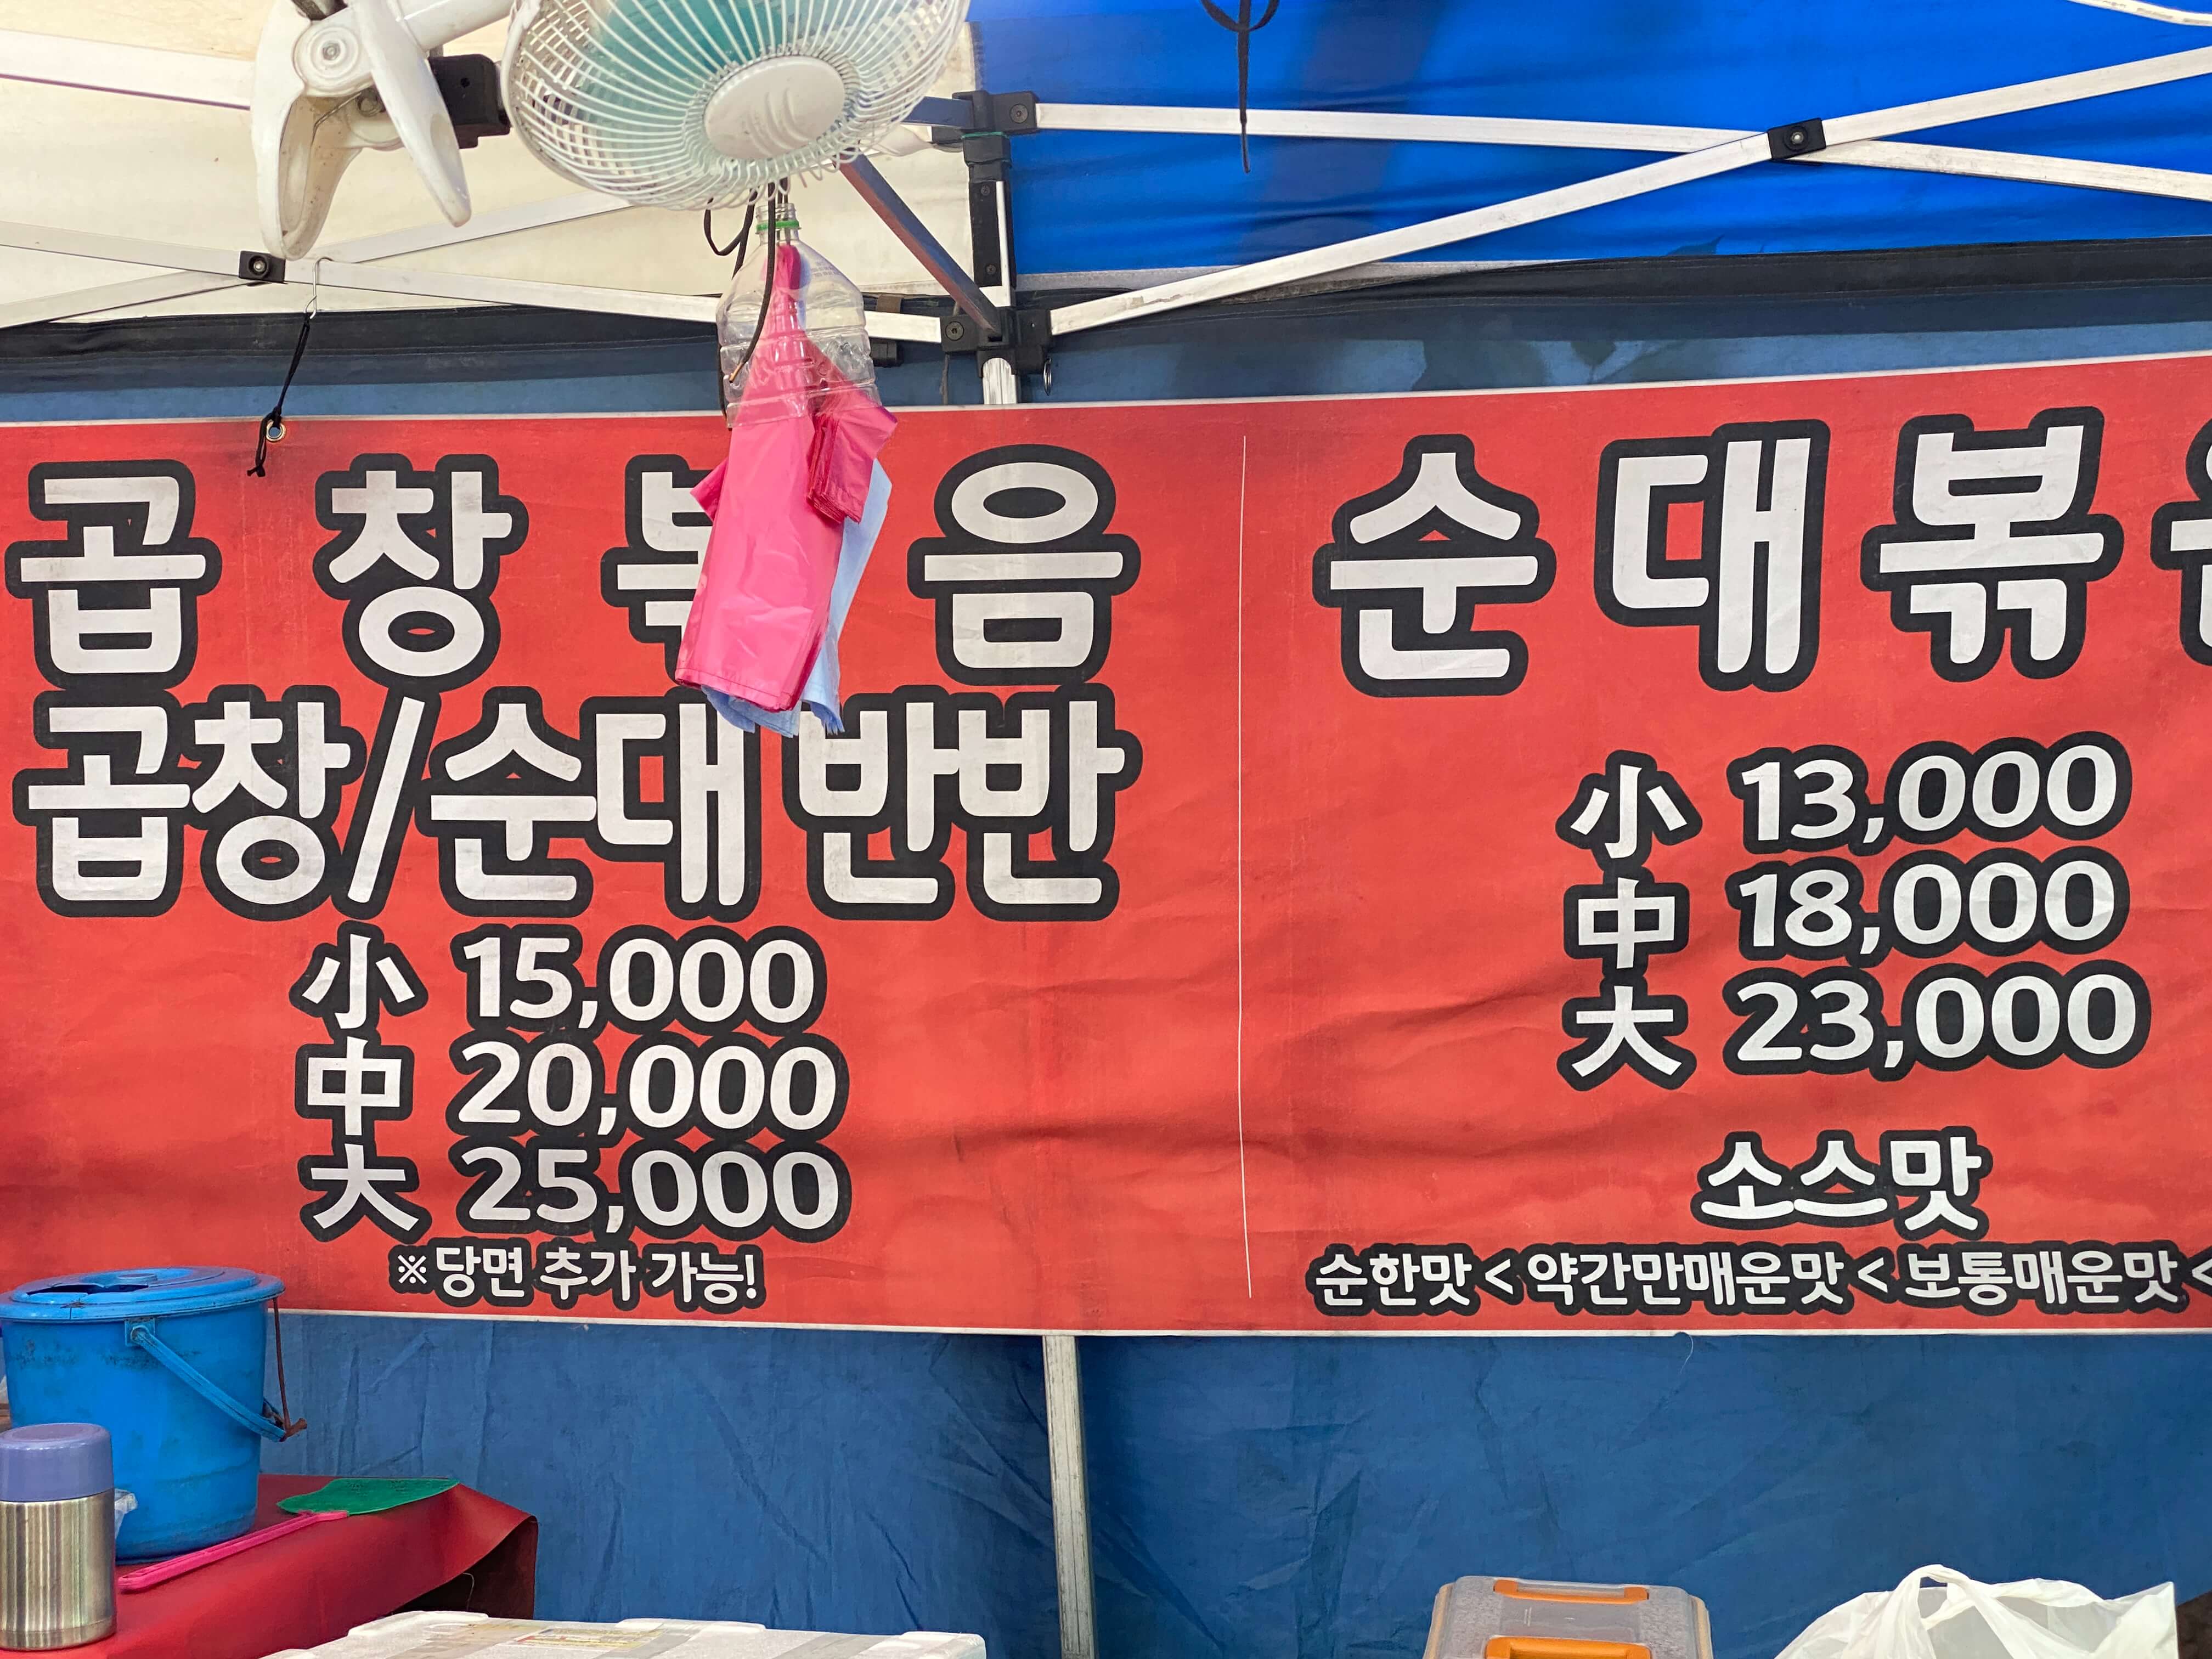 곱창볶음
곱창/순대반반
小 15,000
中 20,000
大 25,000
※당면 추가 가능!
순대볶
小 13,000
中 18,000
大 23,000
소스맛
순한맛<약간만매운맛<보통매운맛<